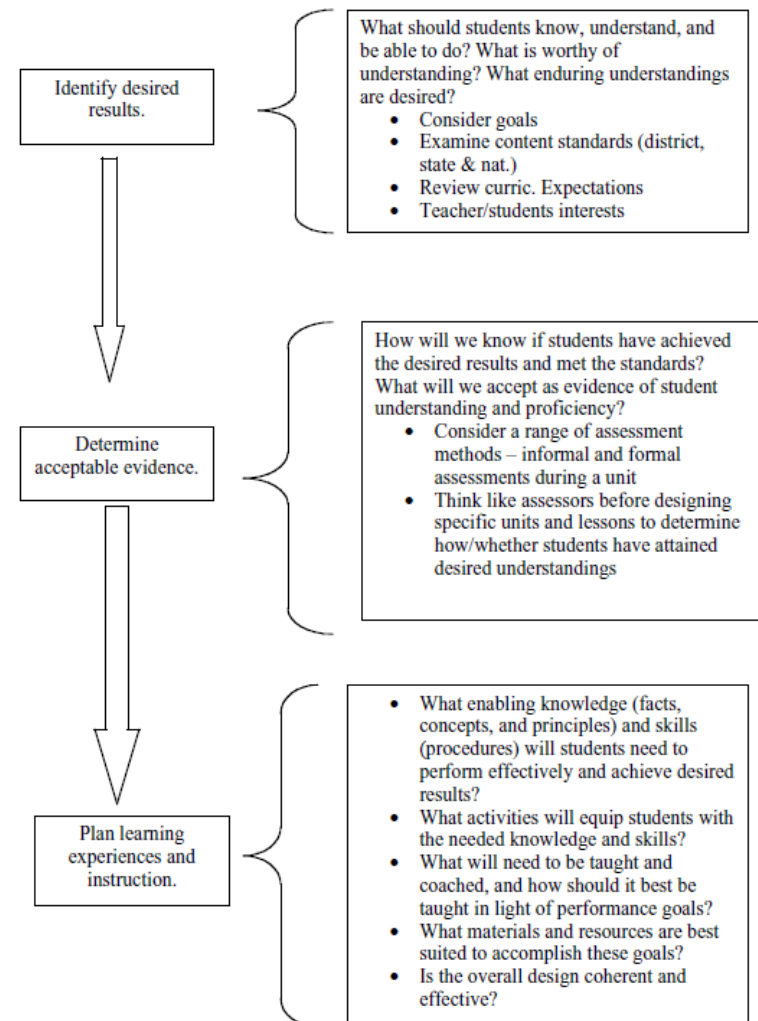 Identify desired
results.
What should students know, understand, and
be able to do? What is worthy of
understanding? What enduring understandings
are desired?
• Consider goals
• Examine content standards (district,
state & nat.)
• Review curric. Expectations
• Teacher/students interests
Determine
acceptable evidence.
How will we know if students have achieved
the desired results and met the standards?
What will we accept as evidence of student
understanding and proficiency?
• Consider a range of assessment
methods – informal and formal
assessments during a unit
• Think like assessors before designing
specific units and lessons to determine
how/whether students have attained
desired understandings
Plan learning
experiences and
instruction.
• What enabling knowledge (facts,
concepts, and principles) and skills
(procedures) will students need to
perform effectively and achieve desired
results?
• What activities will equip students with
the needed knowledge and skills?
• What will need to be taught and
coached, and how should it best be
taught in light of performance goals?
• What materials and resources are best
suited to accomplish these goals?
• Is the overall design coherent and
effective?